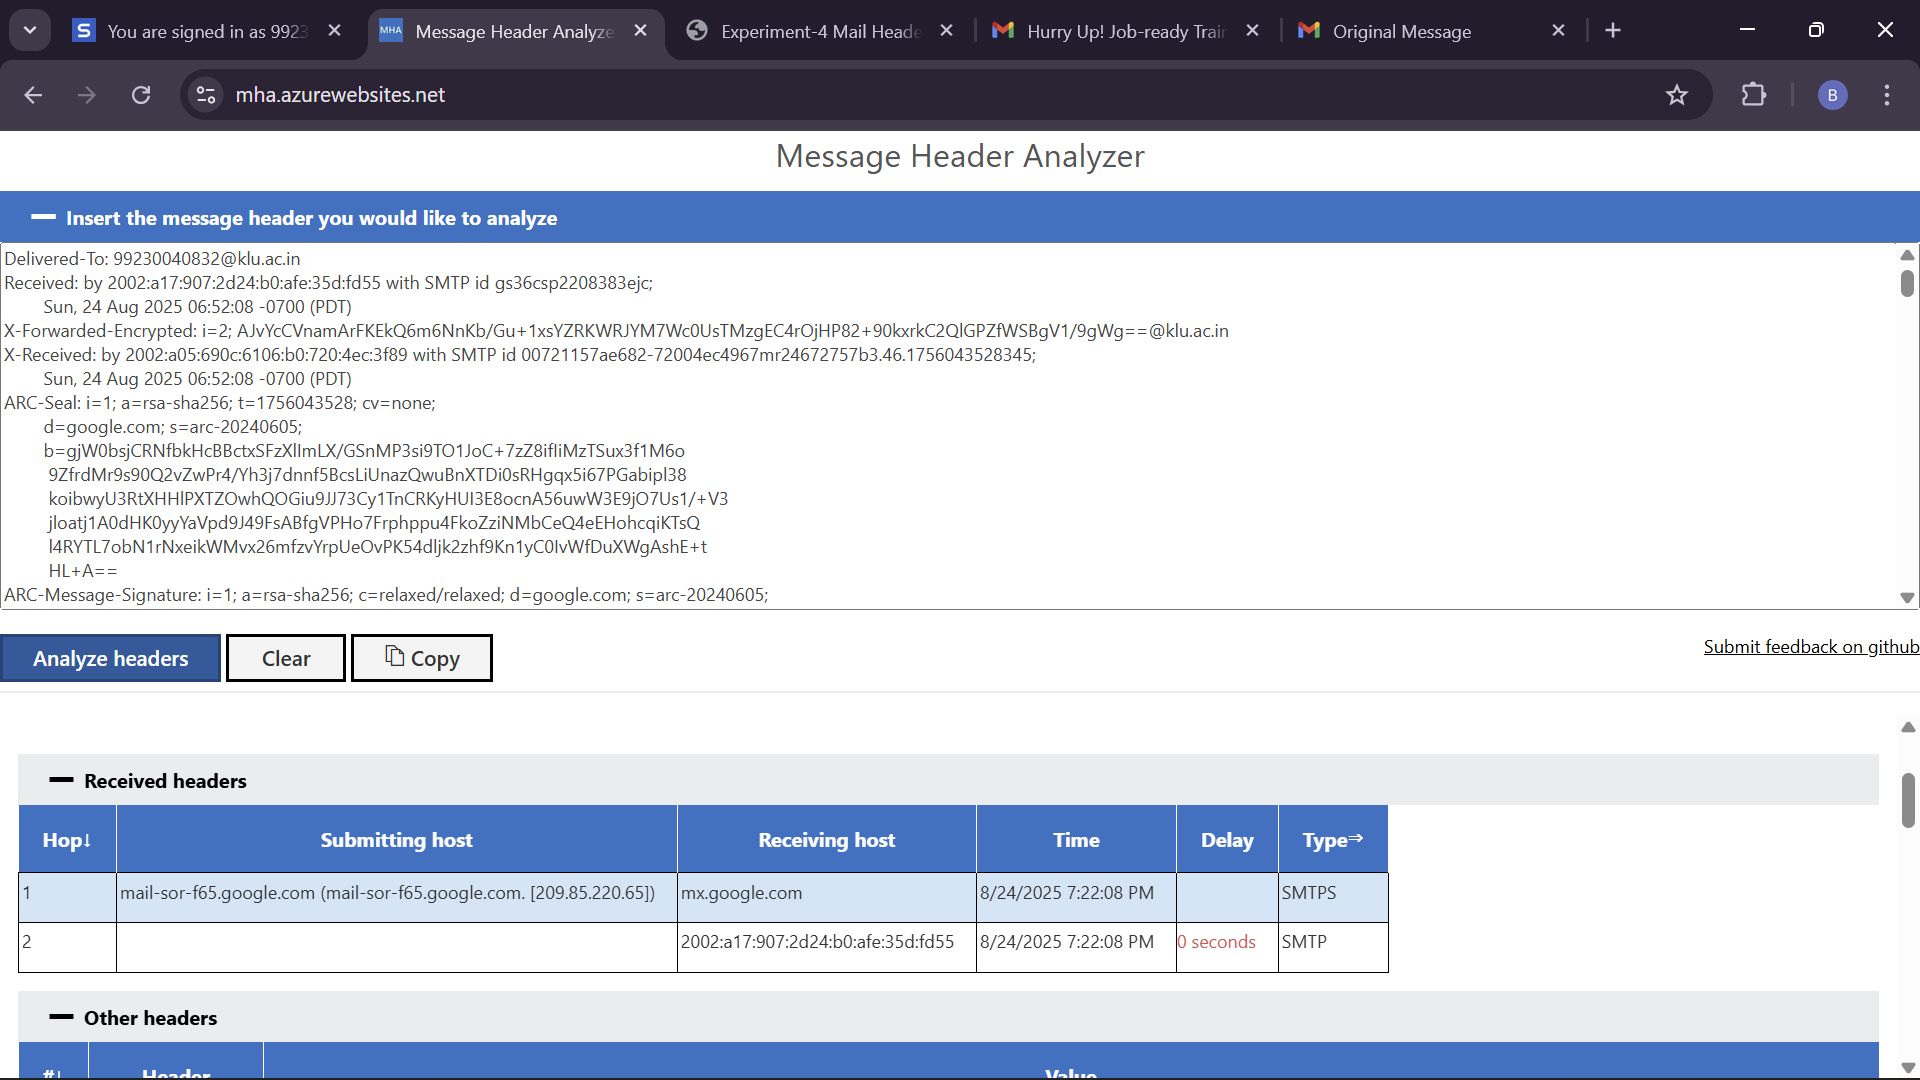 You are signed in as 9923
Message Header Analyze
Experiment-4 Mail Heade
Hurry Up! Job-ready Trai
Original Message
mha.azurewebsites.net
B
Message Header Analyzer
Insert the message header you would like to analyze
Delivered-To: 99230040832@klu.ac.in
Received: by 2002:a17:907:2d24:b0:afe:35d:fd55 with SMTP id gs36csp2208383ejc;
Sun, 24 Aug 2025 06:52:08 -0700 (PDT)
X-Forwarded-Encrypted: i=2; AJvYcCVnamArFKEkQ6m6NnKb/Gu+1xsYZRKWRJYM7Wc0UsTMzgEC4rOjHP82+90kxrkC2QlGPZfWSBgV1/9gWg==@klu.ac.in
X-Received: by 2002:a05:690c:6106:b0:720:4ec:3f89 with SMTP id 00721157ae682-72004ec4967mr24672757b3.46.1756043528345;
Sun, 24 Aug 2025 06:52:08 -0700 (PDT)
ARC-Seal: i=1; a=rsa-sha256; t=1756043528; cv=none;
d=google.com; s=arc-20240605;
b=gjW0bsjCRNfbkHcBBctxSFzXlImLX/GSnMP3si9TO1JoC+7zZ8ifIiMzTSux3f1M6o
9ZfrdMr9s90Q2vZwPr4/Yh3j7dnnf5BcsLiUnazQwuBnXTDi0sRHgqx5i67PGabipl38
koibwyU3RtXHHlPXTZOwhQOGiu9JJ73Cy1TnCRKyHUI3E8ocnA56uwW3E9jO7Us1/+V3
jloatj1A0dHK0yyYaVpd9J49FsABfgVPHo7Frphppu4FkoZziNMbCeQ4eEHohcqiKTsQ
l4RYTL7obN1rNxeikWMvx26mfzvYrpUeOvPK54dljk2zhf9Kn1yC0IvWfDuXWgAshE+t
HL+A==
ARC-Message-Signature: i=1; a=rsa-sha256; c=relaxed/relaxed; d=google.com; s=arc-20240605;
Analyze headers
Clear
Copy
Submit feedback on github
Received headers
Hop↓ Submitting host Receiving host Time Delay Type⇒
1 mail-sor-f65.google.com (mail-sor-f65.google.com. [209.85.220.65]) mx.google.com 8/24/2025 7:22:08 PM SMTPS
2 2002:a17:907:2d24:b0:afe:35d:fd55 8/24/2025 7:22:08 PM 0 seconds SMTP
Other headers
#↓ Header Value